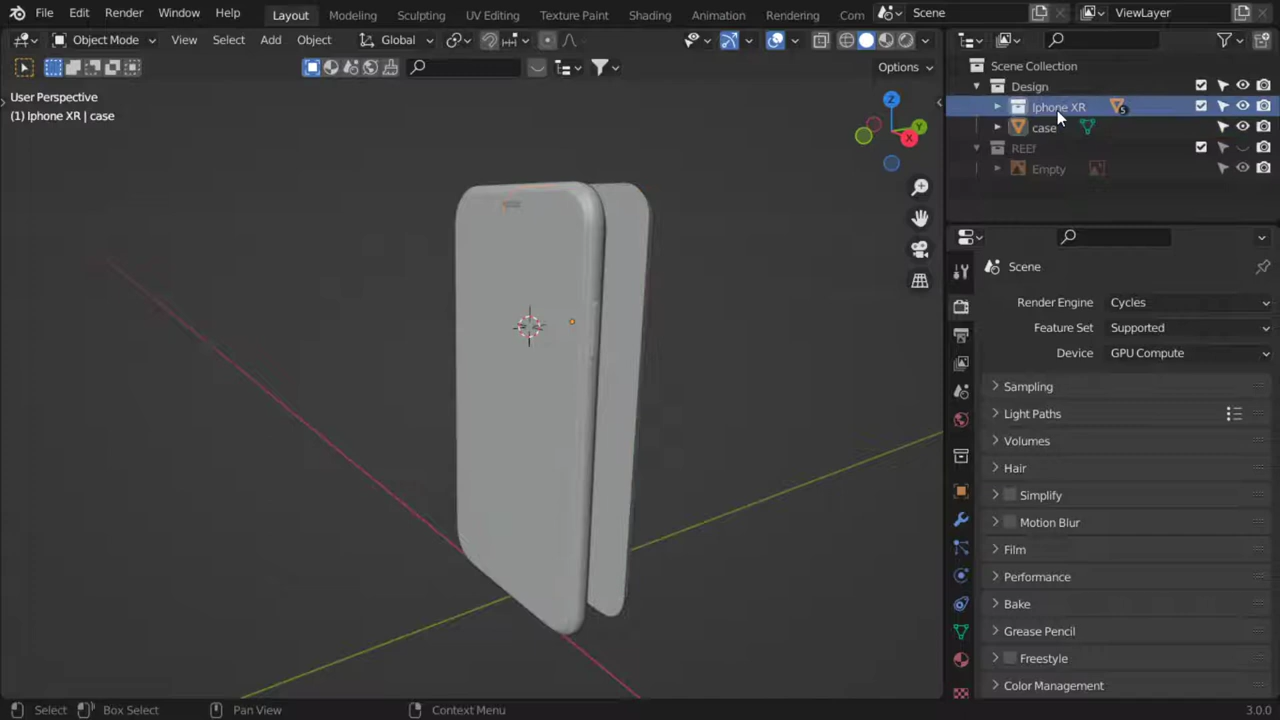 File Edit Render Window Help Layout Modeling Sculpting UV Editing Texture Paint Shading Animation Rendering Com Scene ViewLayer
Object Mode View Select Add Object Global
Options
User Perspective
(1) Iphone XR | case
Z
Y
X
Scene Collection
Design
Iphone XR 5
case
REEf
Empty
Scene
Render Engine Cycles
Feature Set Supported
Device GPU Compute
Sampling
Light Paths
Volumes
Hair
Simplify
Motion Blur
Film
Performance
Bake
Grease Pencil
Freestyle
Color Management
Select Box Select Pan View Context Menu 3.0.0